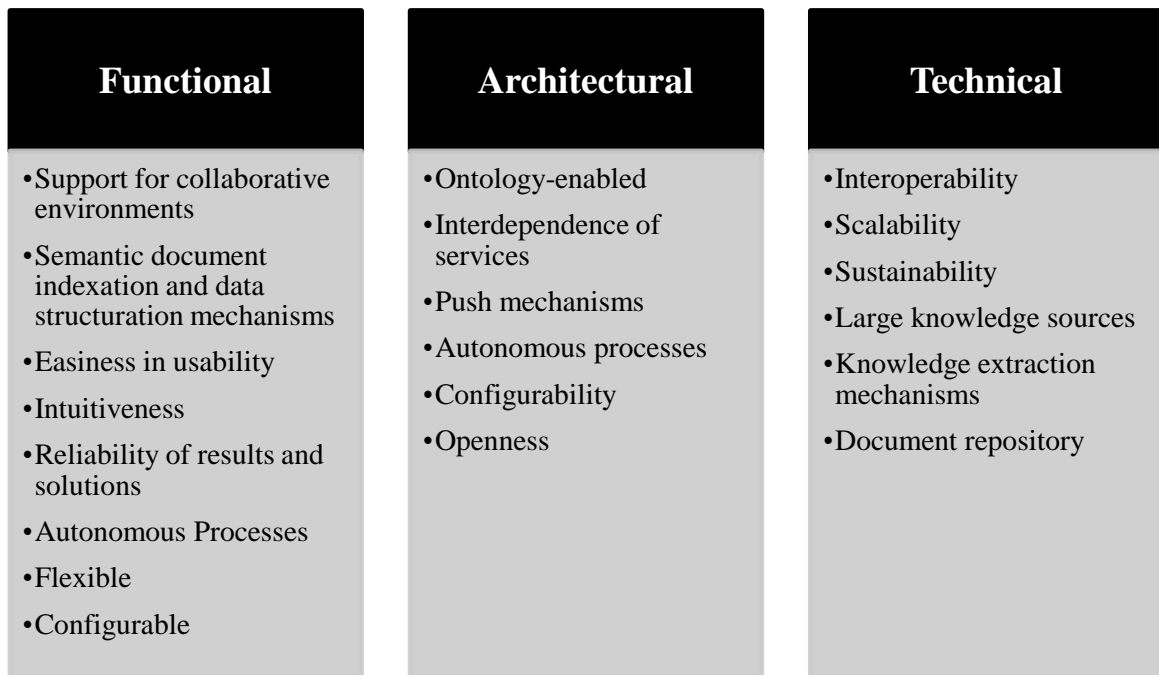 Functional
•Support for collaborative
environments
•Semantic document
indexation and data
structuration mechanisms
•Easiness in usability
•Intuitiveness
•Reliability of results and
solutions
•Autonomous Processes
•Flexible
•Configurable
Architectural
•Ontology-enabled
•Interdependence of
services
•Push mechanisms
•Autonomous processes
•Configurability
•Openness
Technical
•Interoperability
•Scalability
•Sustainability
•Large knowledge sources
•Knowledge extraction
mechanisms
•Document repository